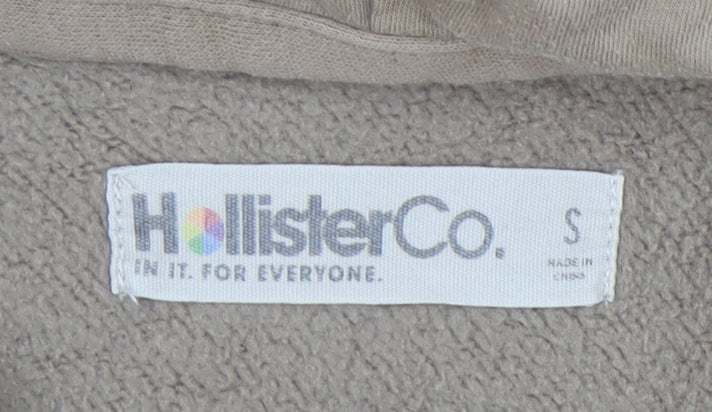 HollisterCo.
IN IT. FOR EVERYONE.
S
MADE IN
CHINA